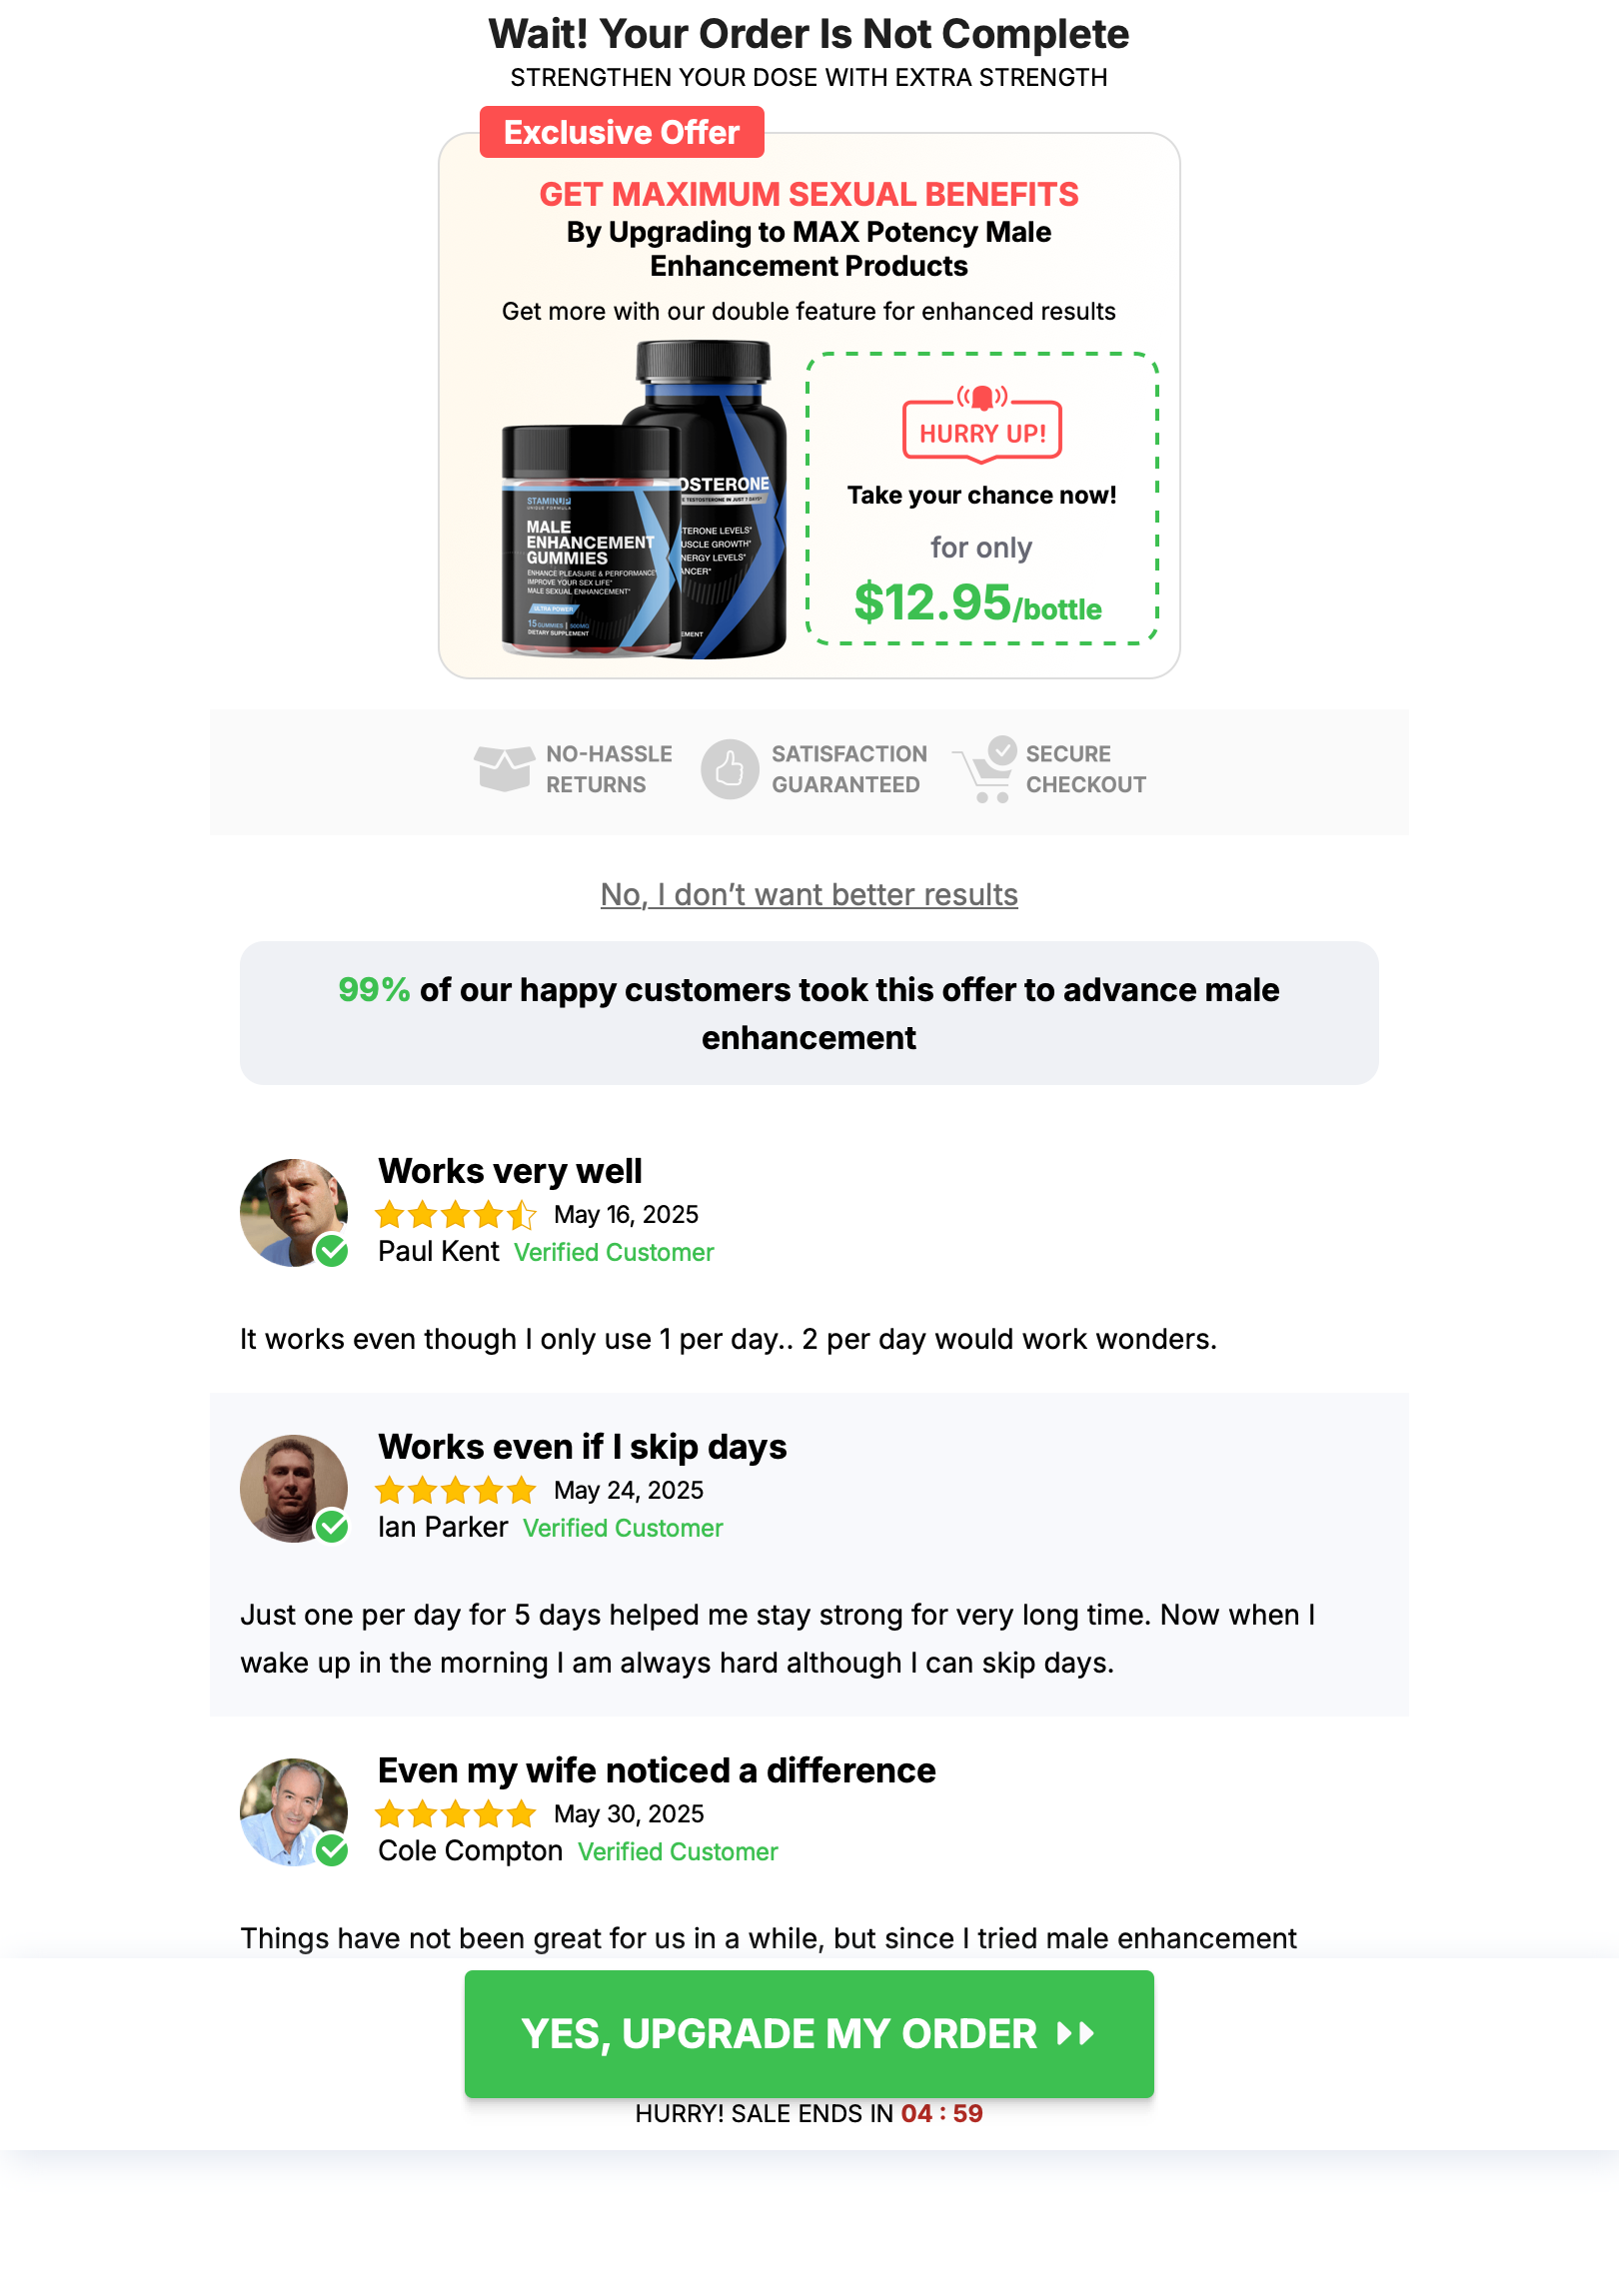 Wait! Your Order Is Not Complete
STRENGTHEN YOUR DOSE WITH EXTRA STRENGTH
Exclusive Offer
GET MAXIMUM SEXUAL BENEFITS
By Upgrading to MAX Potency Male
Enhancement Products
Get more with our double feature for enhanced results
STAMINUP
UNIQUE FORMULA
MALE
ENHANCEMENT
GUMMIES
ENHANCE PLEASURE & PERFORMANCE*
IMPROVE YOUR SEX LIFE*
MALE SEXUAL ENHANCEMENT*
ULTRA POWER
15 GUMMIES | 500MG
DIETARY SUPPLEMENT
OSTERONE
TESTOSTERONE IN JUST 7 DAYS*
TERONE LEVELS*
USCLE GROWTH*
NERGY LEVELS*
ANCER*
EMENT
HURRY UP!
Take your chance now!
for only
$12.95/bottle
NO-HASSLE
RETURNS
SATISFACTION
GUARANTEED
SECURE
CHECKOUT
No, I don’t want better results
99% of our happy customers took this offer to advance male
enhancement
Works very well
May 16, 2025
Paul Kent Verified Customer
It works even though I only use 1 per day.. 2 per day would work wonders.
Works even if I skip days
May 24, 2025
Ian Parker Verified Customer
Just one per day for 5 days helped me stay strong for very long time. Now when I
wake up in the morning I am always hard although I can skip days.
Even my wife noticed a difference
May 30, 2025
Cole Compton Verified Customer
Things have not been great for us in a while, but since I tried male enhancement
YES, UPGRADE MY ORDER
HURRY! SALE ENDS IN 04 : 59